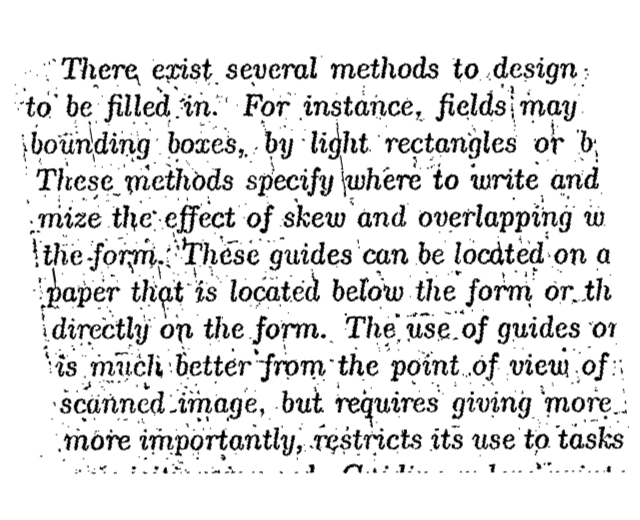 There exist several methods to design
to be filled in. For instance, fields may
bounding boxes, by light rectangles or b
These methods specify where to write and
mize the effect of skew and overlapping w
the form. These guides can be located on a
paper that is located below the form or th
directly on the form. The use of guides or
is much better from the point of view of
scanned image, but requires giving more
more importantly, restricts its use to tasks